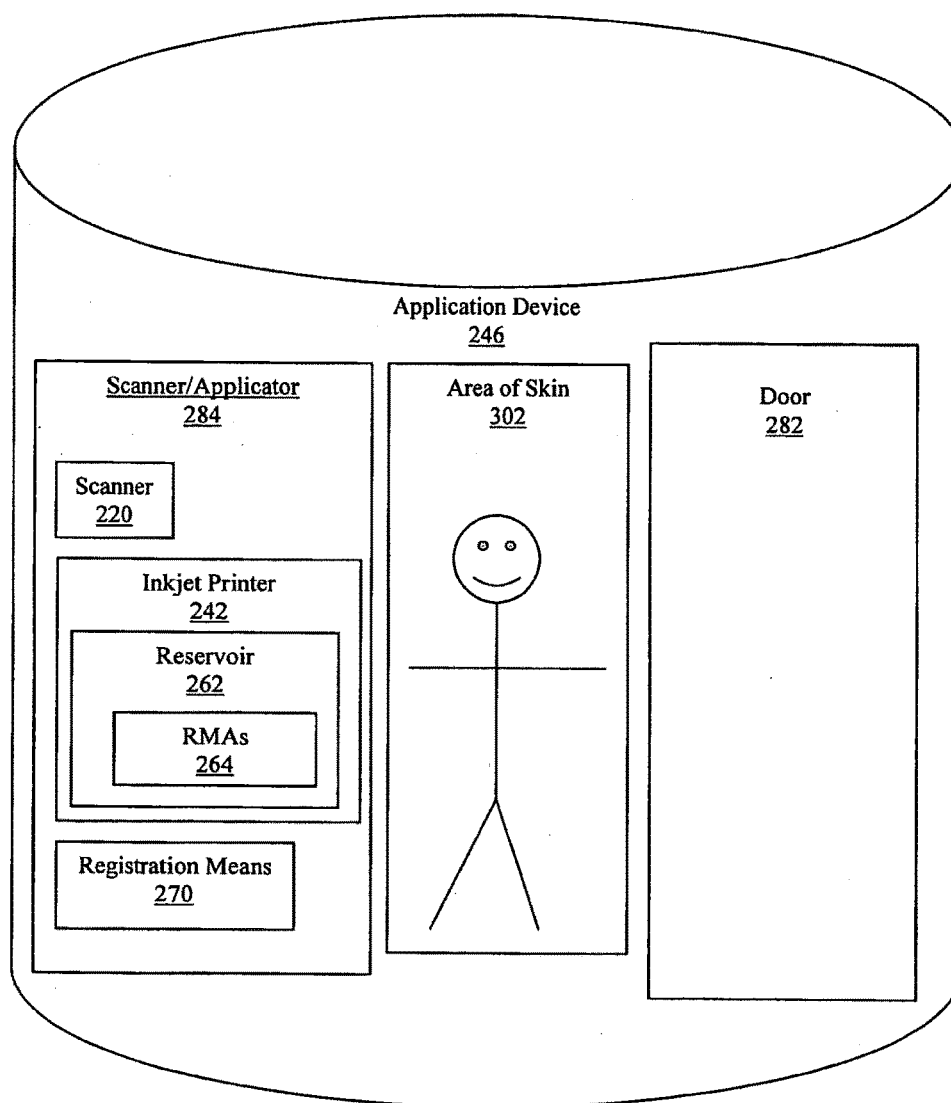 Application Device
246
Scanner/Applicator
284
Scanner
220
Inkjet Printer
242
Reservoir
262
RMAs
264
Registration Means
270
Area of Skin
302
Door
282